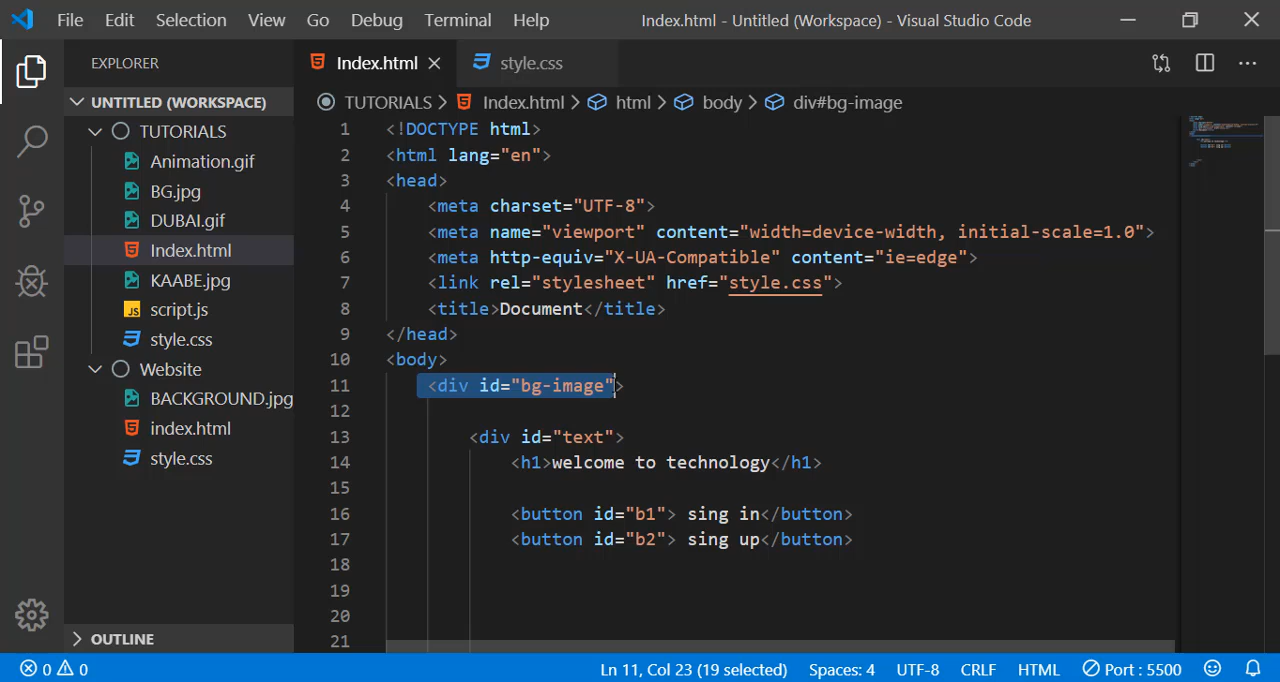 File Edit Selection View Go Debug Terminal Help Index.html - Untitled (Workspace) - Visual Studio Code
EXPLORER
UNTITLED (WORKSPACE)
TUTORIALS
Animation.gif
BG.jpg
DUBAI.gif
Index.html
KAABE.jpg
JS script.js
style.css
Website
BACKGROUND.jpg
index.html
style.css
OUTLINE
Index.html style.css
TUTORIALS > Index.html > html > body > div#bg-image
1 <!DOCTYPE html>
2 <html lang="en">
3 <head>
4 <meta charset="UTF-8">
5 <meta name="viewport" content="width=device-width, initial-scale=1.0">
6 <meta http-equiv="X-UA-Compatible" content="ie=edge">
7 <link rel="stylesheet" href="style.css">
8 <title>Document</title>
9 </head>
10 <body>
11 <div id="bg-image">
12
13 <div id="text">
14 <h1>welcome to technology</h1>
15
16 <button id="b1"> sing in</button>
17 <button id="b2"> sing up</button>
18
19
20
21
0 0 Ln 11, Col 23 (19 selected) Spaces: 4 UTF-8 CRLF HTML Port : 5500